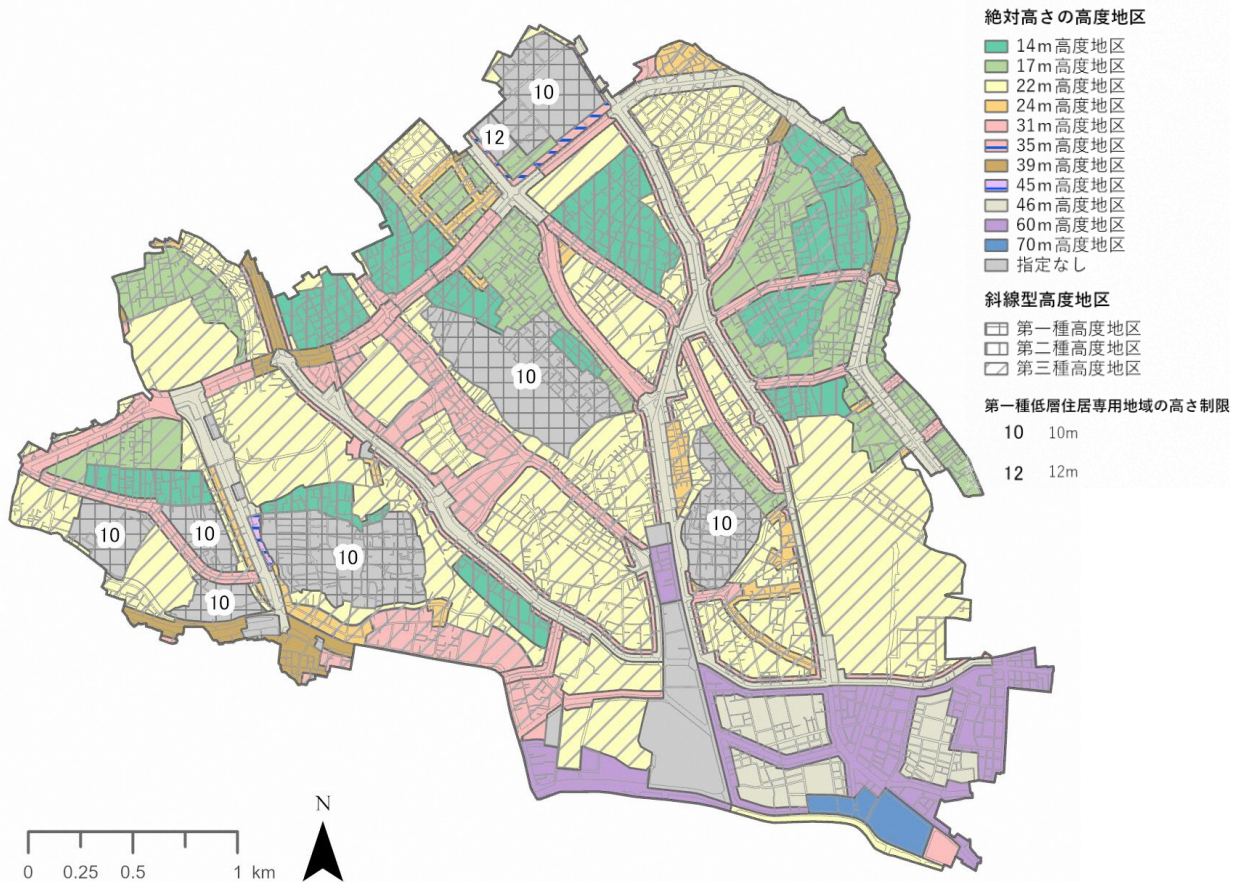 絶対高さの高度地区
14m高度地区
17m高度地区
22m高度地区
24m高度地区
31m高度地区
35m高度地区
39m高度地区
45m高度地区
46m高度地区
60m高度地区
70m高度地区
指定なし
斜線型高度地区
第一種高度地区
第二種高度地区
第三種高度地区
第一種低層住居専用地域の高さ制限
10 10m
12 12m
10
12
10
10
10
10
10
10
N
0 0.25 0.5 1 km